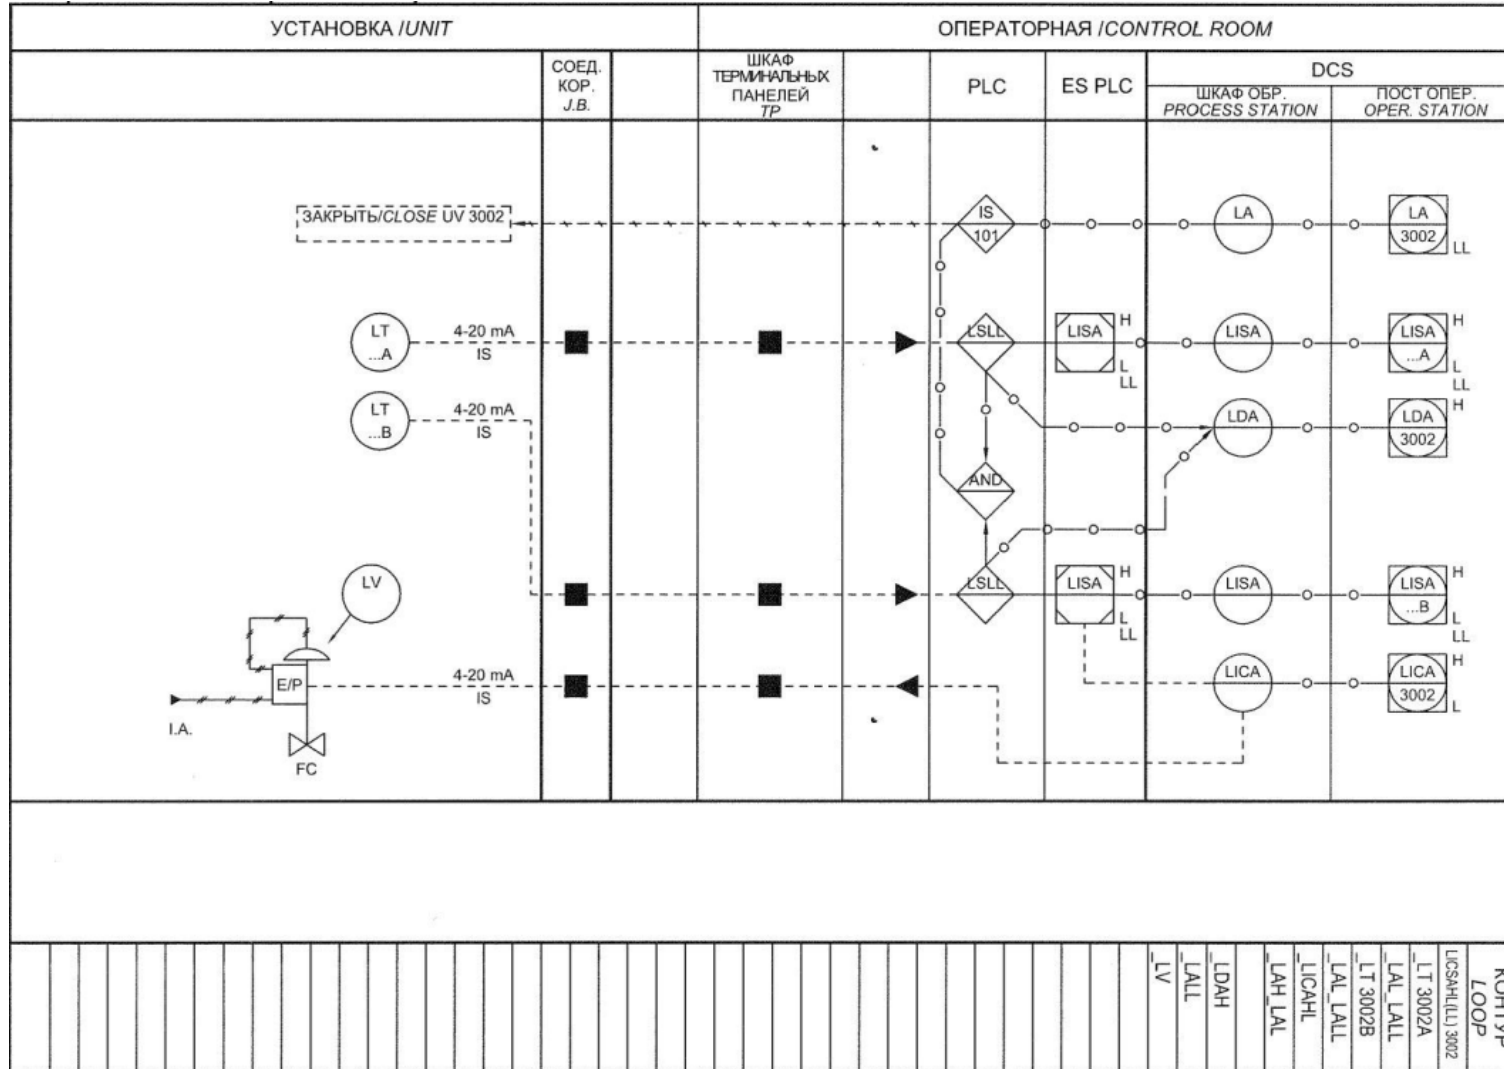 УСТАНОВКА /UNIT
ОПЕРАТОРНАЯ /CONTROL ROOM
СОЕД.
КОР.
J.B.
ШКАФ
ТЕРМИНАЛЬНЫХ
ПАНЕЛЕЙ
TP
PLC
ES PLC
DCS
ШКАФ ОБР.
PROCESS STATION
ПОСТ ОПЕР.
OPER. STATION
ЗАКРЫТЬ/CLOSE UV 3002
IS
101
LA
LA
3002
LL
LT
...A
4-20 mA
IS
LSLL
LISA
H
L
LL
LISA
LISA
...A
H
L
LL
LT
...B
4-20 mA
IS
LDA
LDA
3002
H
AND
LV
LSLL
LISA
H
L
LL
LISA
LISA
...B
H
L
LL
E/P
4-20 mA
IS
LICA
LICA
3002
H
L
I.A.
FC
_LV
_LALL
_LDAH
_LAH_LAL
_LICAHL
_LAL_LALL
_LT 3002B
_LAL_LALL
_LT 3002A
LICSAHL(LL) 3002
КОНТУР
LOOP